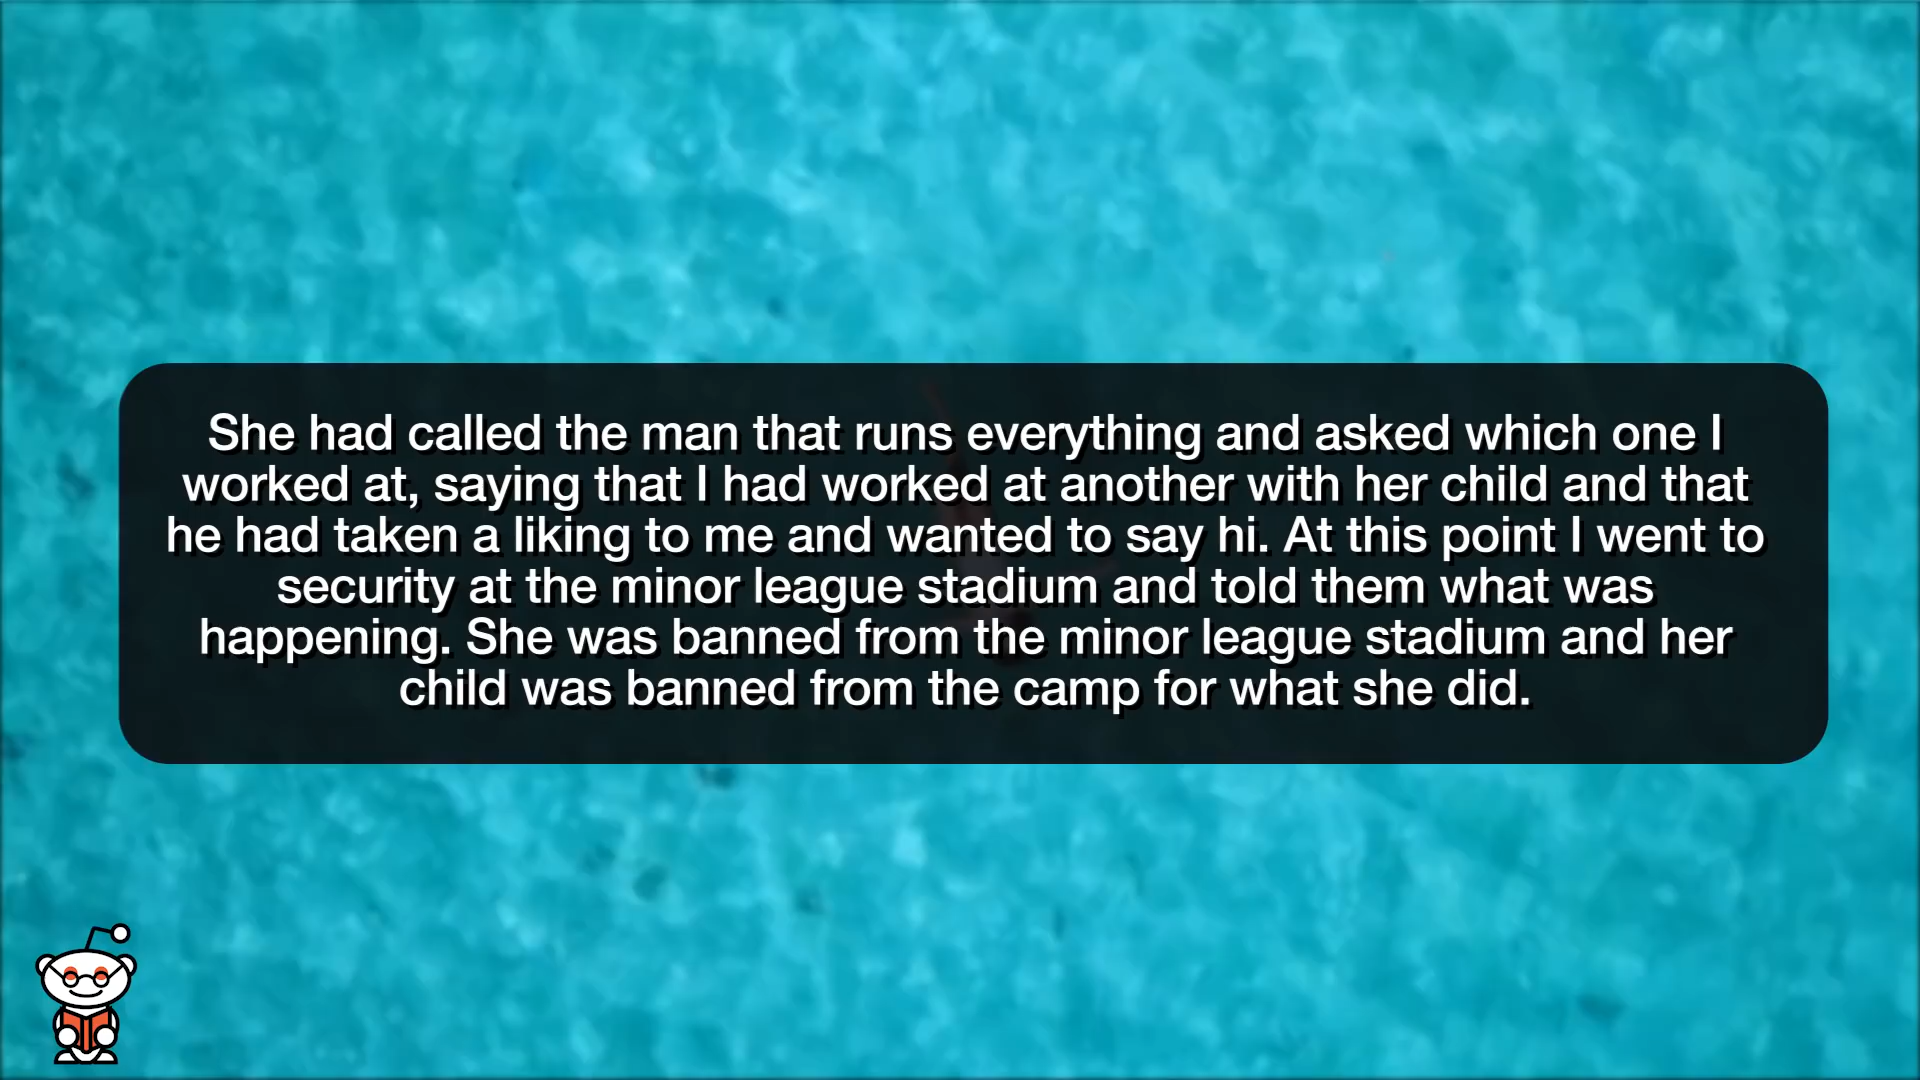 She had called the man that runs everything and asked which one I
worked at, saying that I had worked at another with her child and that
he had taken a liking to me and wanted to say hi. At this point I went to
security at the minor league stadium and told them what was
happening. She was banned from the minor league stadium and her
child was banned from the camp for what she did.